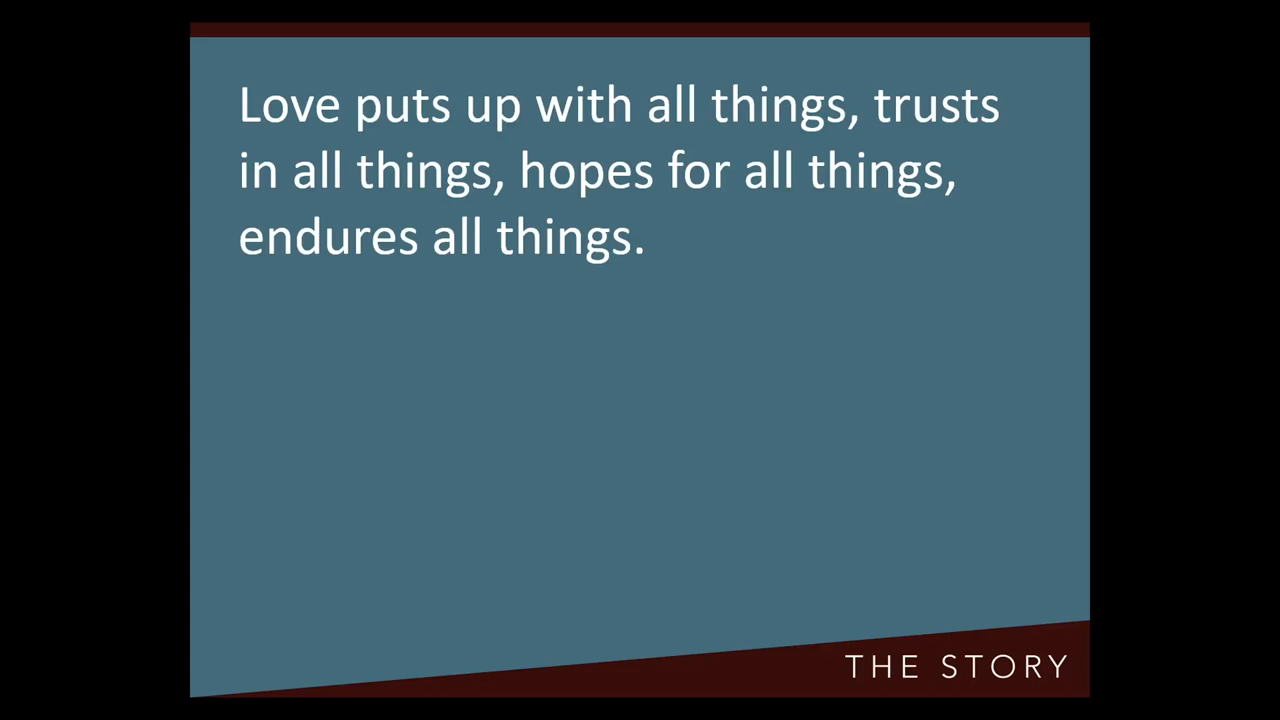 Love puts up with all things, trusts
in all things, hopes for all things,
endures all things.
THE STORY